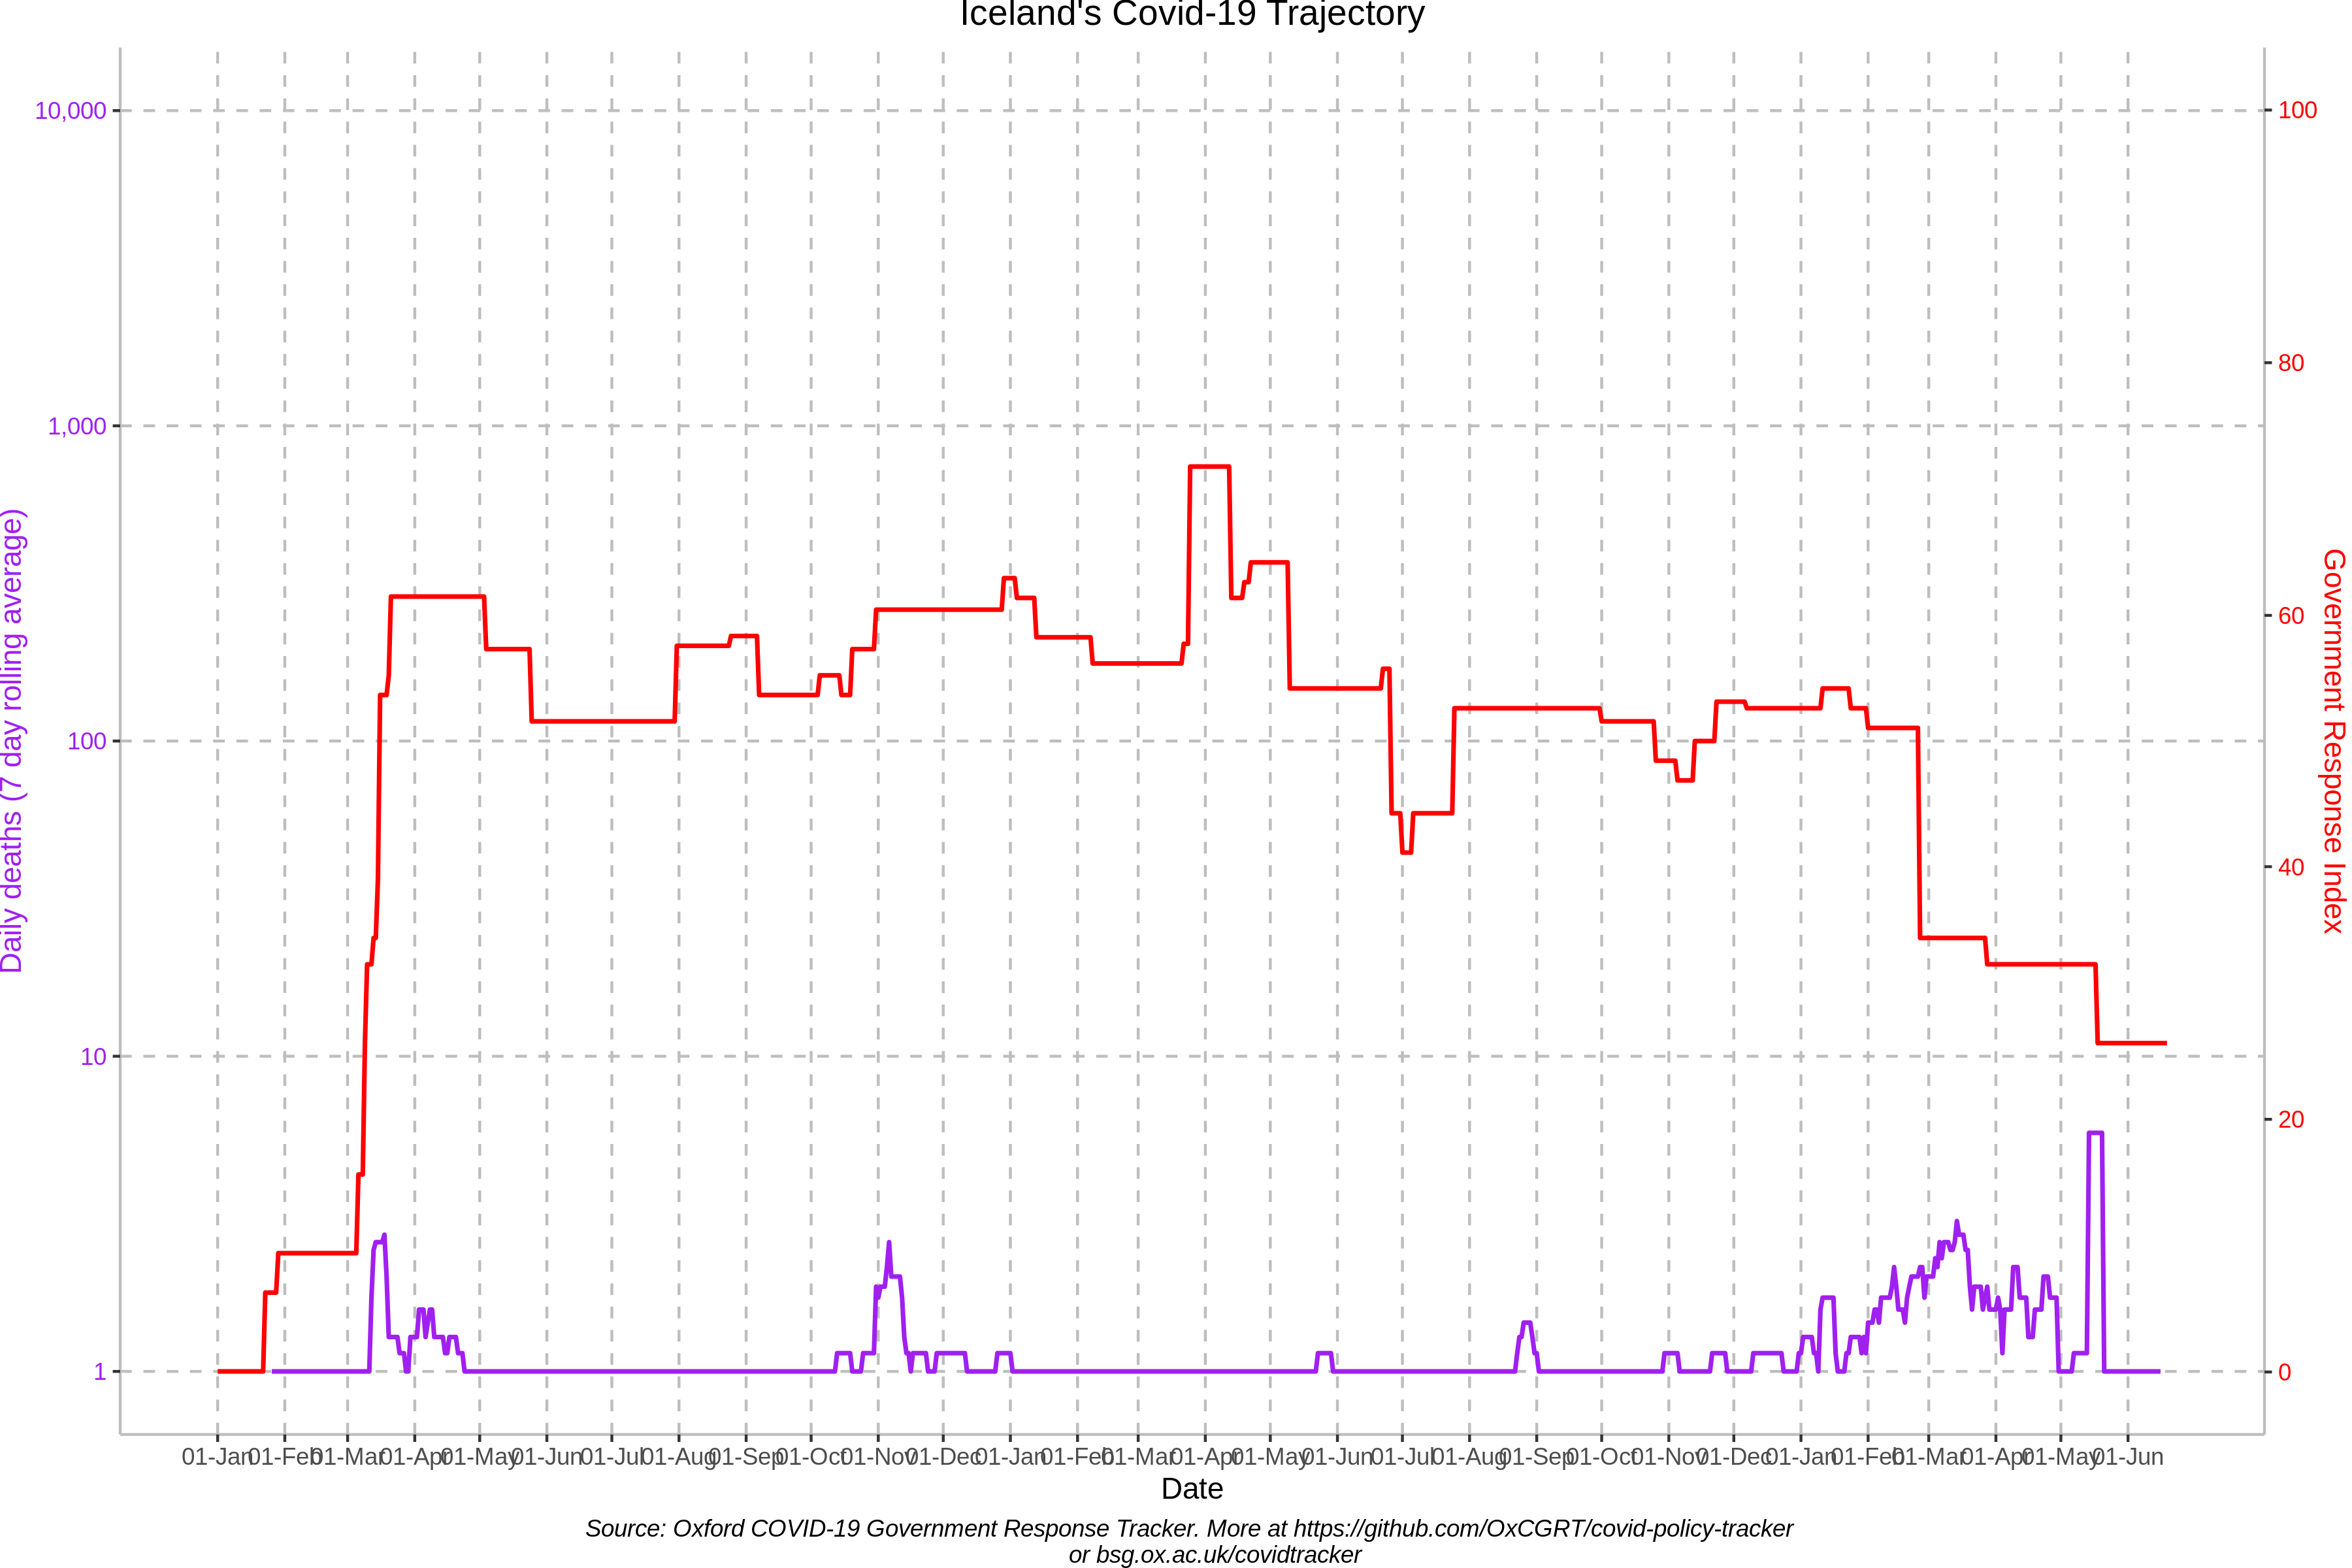 Iceland's Covid-19 Trajectory
10,000
1,000
100
10
1
Daily deaths (7 day rolling average)
100
80
60
40
20
0
Government Response Index
01-Jan 01-Feb 01-Mar 01-Apr 01-May 01-Jun 01-Jul 01-Aug 01-Sep 01-Oct 01-Nov 01-Dec 01-Jan 01-Feb 01-Mar 01-Apr 01-May 01-Jun 01-Jul 01-Aug 01-Sep 01-Oct 01-Nov 01-Dec 01-Jan 01-Feb 01-Mar 01-Apr 01-May 01-Jun
Date
Source: Oxford COVID-19 Government Response Tracker. More at https://github.com/OxCGRT/covid-policy-tracker
or bsg.ox.ac.uk/covidtracker